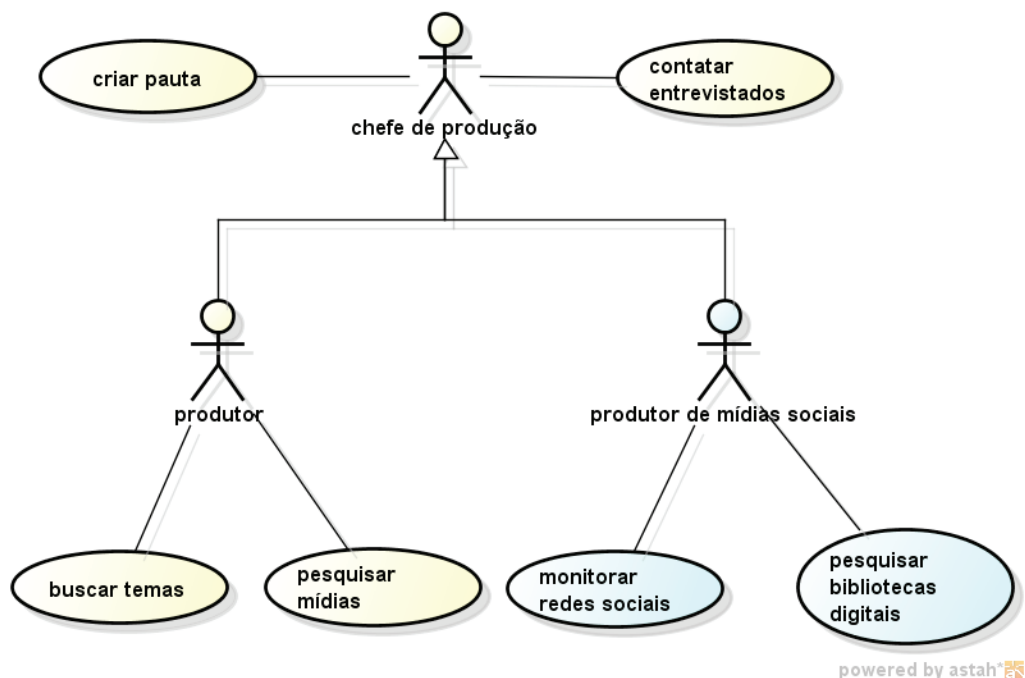 criar pauta
contatar
entrevistados
chefe de produção
produtor
produtor de mídias sociais
buscar temas
pesquisar
mídias
monitorar
redes sociais
pesquisar
bibliotecas
digitais
powered by astah*